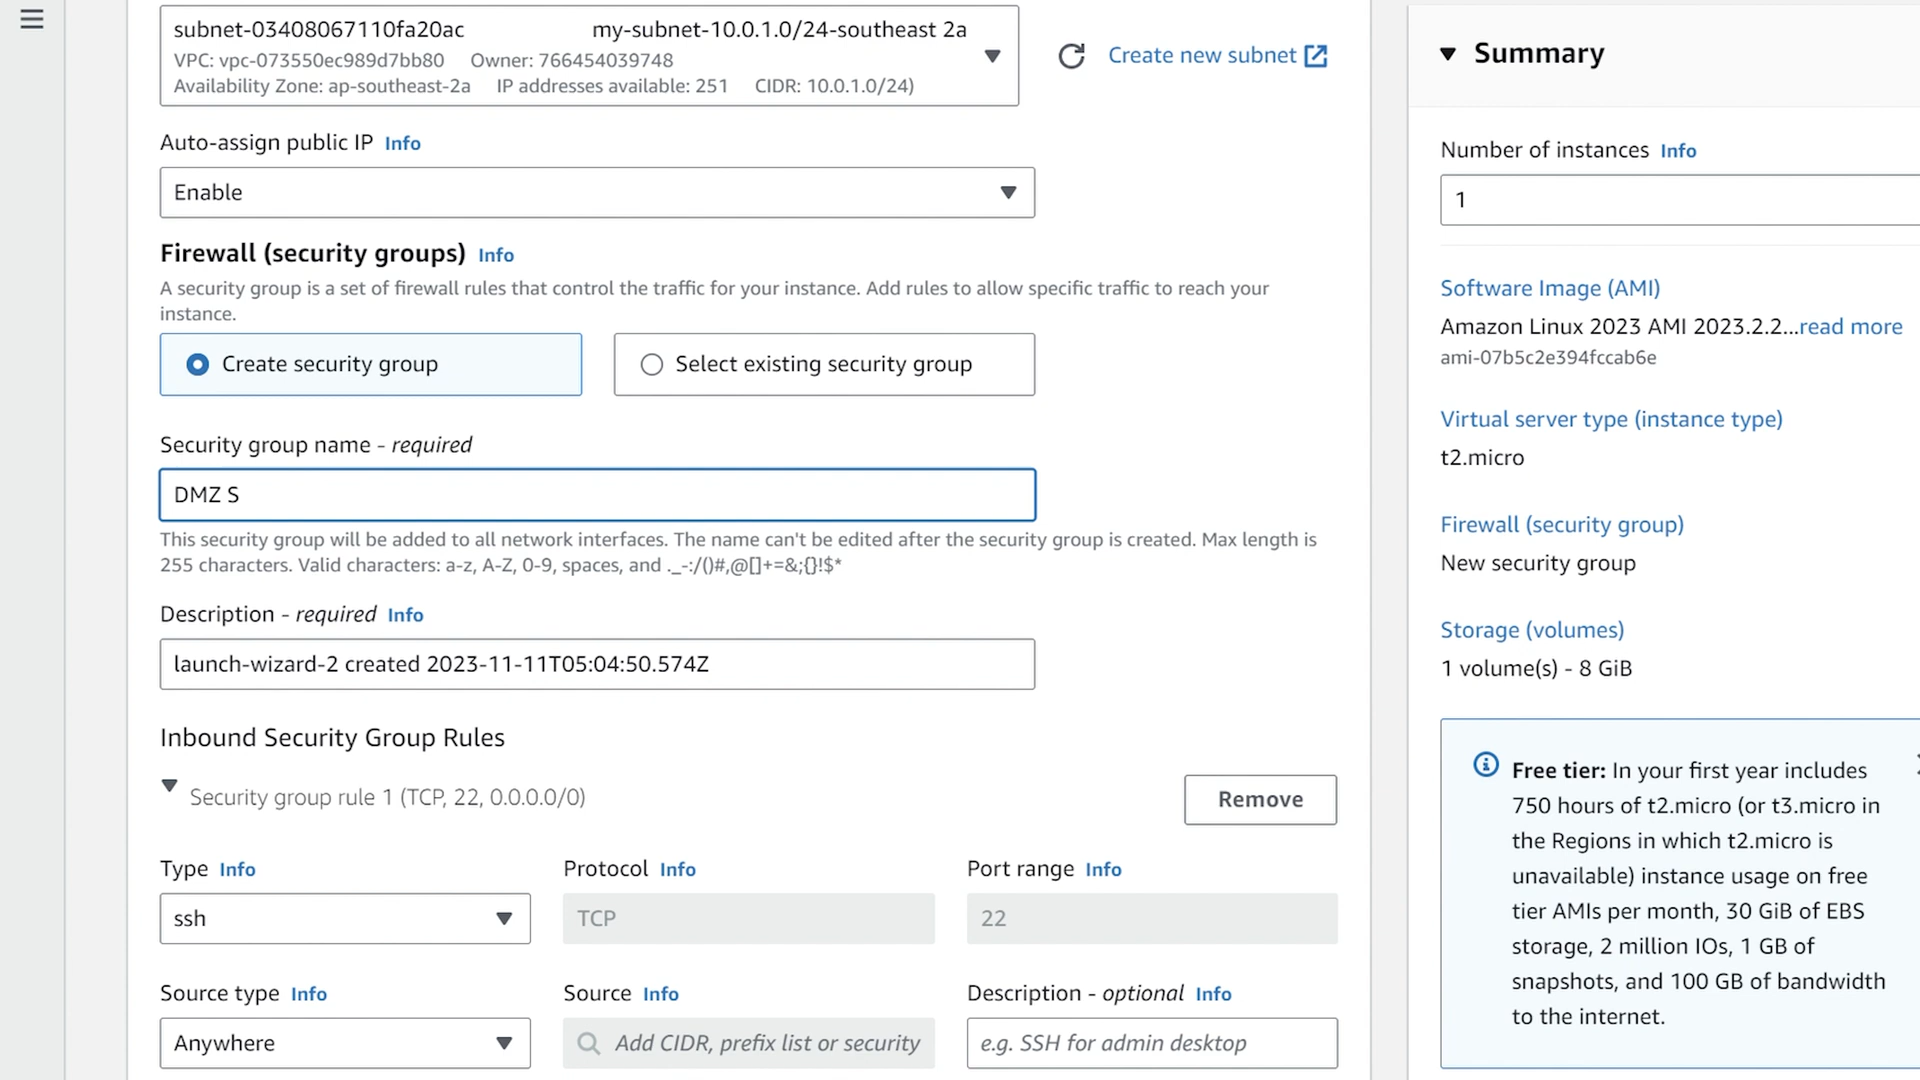 subnet-03408067110fa20ac my-subnet-10.0.1.0/24-southeast 2a
VPC: vpc-073550ec989d7bb80 Owner: 766454039748
Availability Zone: ap-southeast-2a IP addresses available: 251 CIDR: 10.0.1.0/24)
Create new subnet
Auto-assign public IP Info
Enable
Firewall (security groups) Info
A security group is a set of firewall rules that control the traffic for your instance. Add rules to allow specific traffic to reach your
instance.
Create security group
Select existing security group
Security group name - required
DMZ S
This security group will be added to all network interfaces. The name can't be edited after the security group is created. Max length is
255 characters. Valid characters: a-z, A-Z, 0-9, spaces, and ._-:/()#,@[]+=&;{}!$*
Description - required Info
launch-wizard-2 created 2023-11-11T05:04:50.574Z
Inbound Security Group Rules
Security group rule 1 (TCP, 22, 0.0.0.0/0)
Remove
Type Info
Protocol Info
Port range Info
ssh
TCP
22
Source type Info
Source Info
Description - optional Info
Anywhere
Add CIDR, prefix list or security
e.g. SSH for admin desktop
Summary
Number of instances Info
1
Software Image (AMI)
Amazon Linux 2023 AMI 2023.2.2...read more
ami-07b5c2e394fccab6e
Virtual server type (instance type)
t2.micro
Firewall (security group)
New security group
Storage (volumes)
1 volume(s) - 8 GiB
Free tier: In your first year includes
750 hours of t2.micro (or t3.micro in
the Regions in which t2.micro is
unavailable) instance usage on free
tier AMIs per month, 30 GiB of EBS
storage, 2 million IOs, 1 GB of
snapshots, and 100 GB of bandwidth
to the internet.